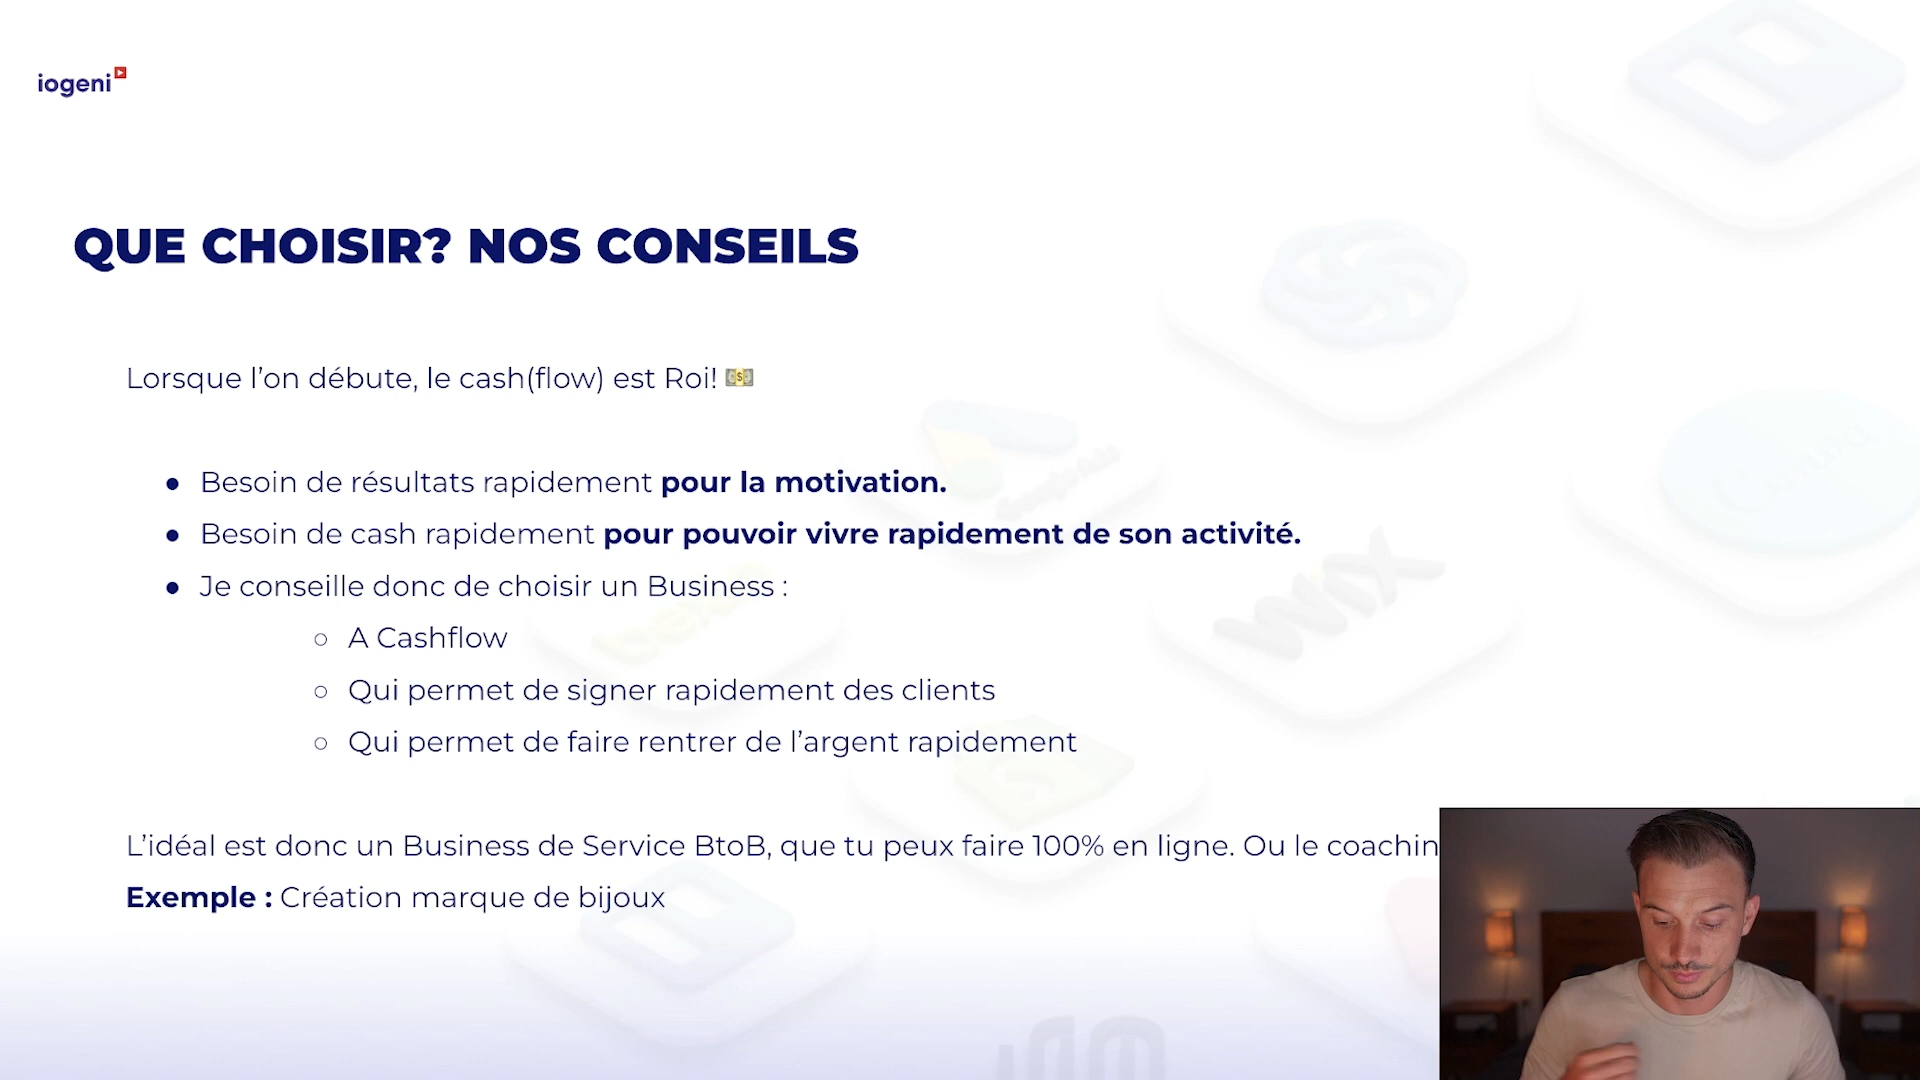 iogeni
QUE CHOISIR? NOS CONSEILS
Lorsque l'on débute, le cash(flow) est Roi! 💵
● Besoin de résultats rapidement pour la motivation.
● Besoin de cash rapidement pour pouvoir vivre rapidement de son activité.
● Je conseille donc de choisir un Business :
○ A Cashflow
○ Qui permet de signer rapidement des clients
○ Qui permet de faire rentrer de l'argent rapidement
L'idéal est donc un Business de Service BtoB, que tu peux faire 100% en ligne. Ou le coachin
Exemple : Création marque de bijoux
WIX